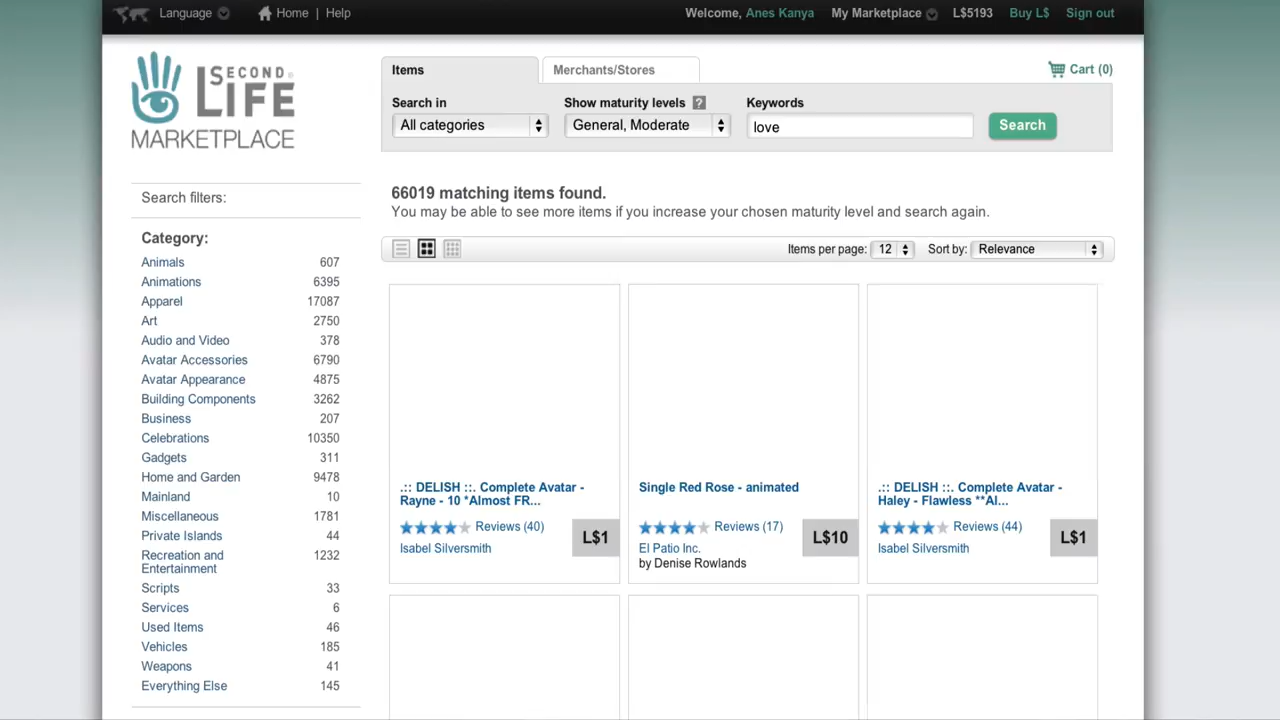 Language
Home | Help
Welcome, Anes Kanya
My Marketplace
L$5193
Buy L$
Sign out
SECOND
LIFE
MARKETPLACE
Items
Merchants/Stores
Cart (0)
Search in
Show maturity levels ?
Keywords
All categories
General, Moderate
love
Search
Search filters:
66019 matching items found.
You may be able to see more items if you increase your chosen maturity level and search again.
Items per page: 12
Sort by: Relevance
Category:
Animals 607
Animations 6395
Apparel 17087
Art 2750
Audio and Video 378
Avatar Accessories 6790
Avatar Appearance 4875
Building Components 3262
Business 207
Celebrations 10350
Gadgets 311
Home and Garden 9478
Mainland 10
Miscellaneous 1781
Private Islands 44
Recreation and 1232
Entertainment
Scripts 33
Services 6
Used Items 46
Vehicles 185
Weapons 41
Everything Else 145
.:: DELISH ::. Complete Avatar -
Rayne - 10 *Almost FR...
Reviews (40)
Isabel Silversmith
L$1
Single Red Rose - animated
Reviews (17)
El Patio Inc.
by Denise Rowlands
L$10
.:: DELISH ::. Complete Avatar -
Haley - Flawless **Al...
Reviews (44)
Isabel Silversmith
L$1